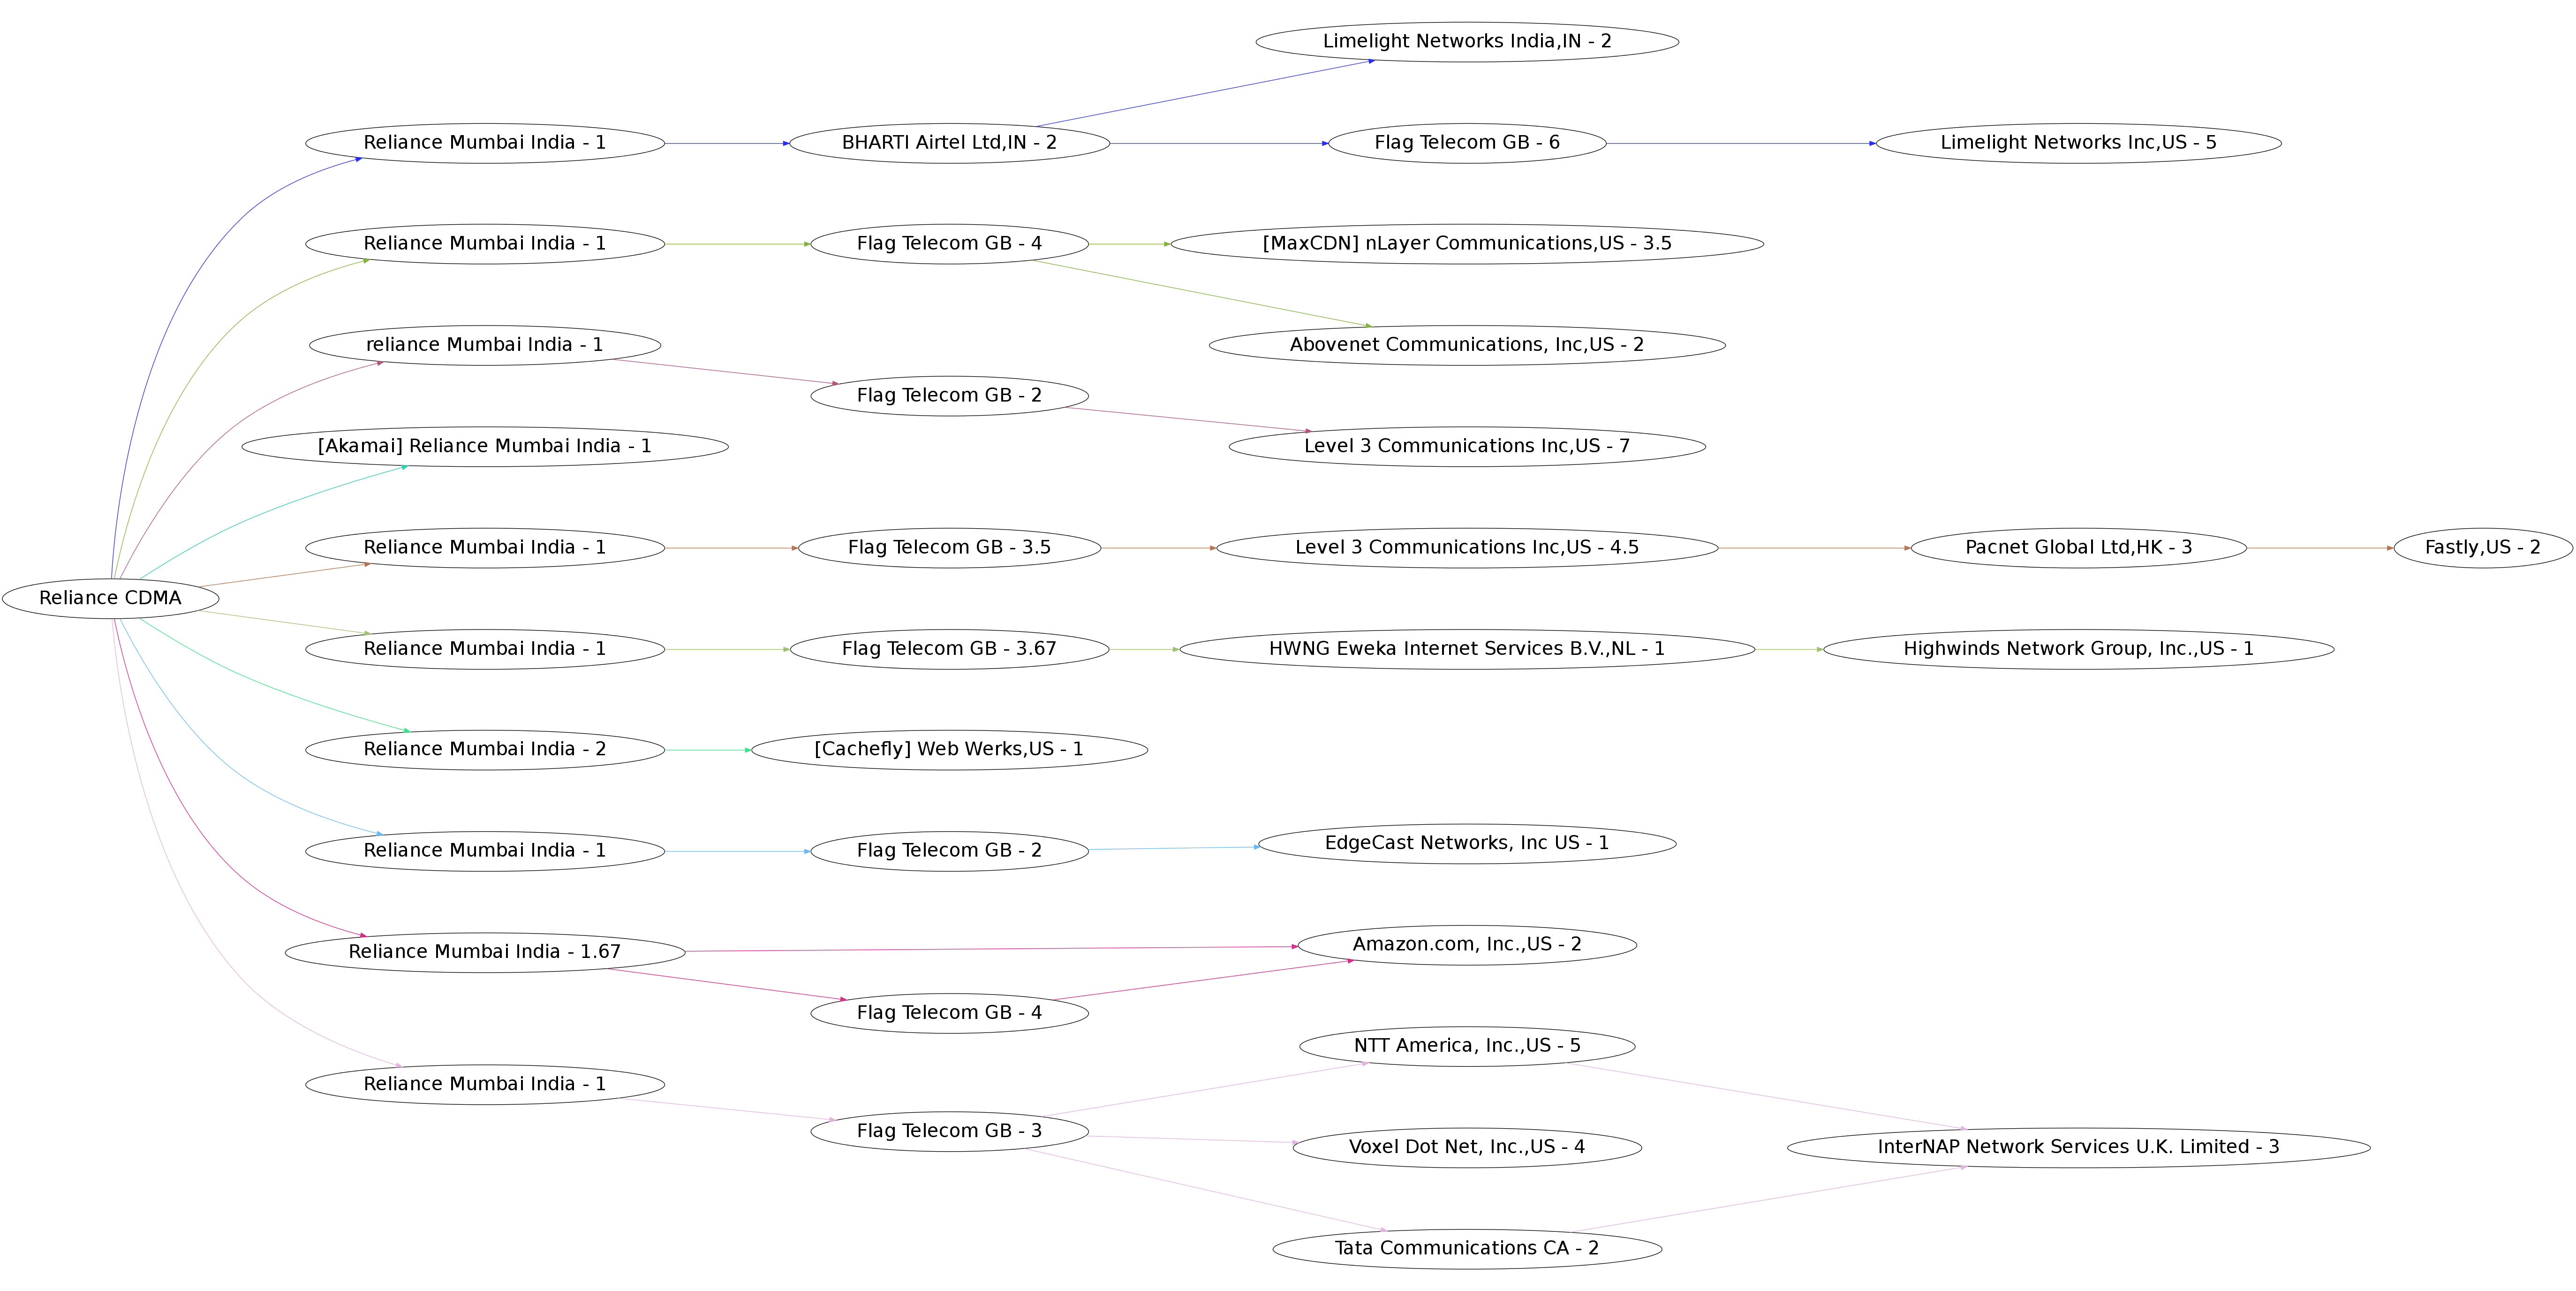 Limelight Networks India,IN - 2
Reliance Mumbai India - 1
BHARTI Airtel Ltd,IN - 2
Flag Telecom GB - 6
Limelight Networks Inc,US - 5
Reliance Mumbai India - 1
Flag Telecom GB - 4
[MaxCDN] nLayer Communications,US - 3.5
reliance Mumbai India - 1
Abovenet Communications, Inc,US - 2
Flag Telecom GB - 2
[Akamai] Reliance Mumbai India - 1
Level 3 Communications Inc,US - 7
Reliance Mumbai India - 1
Flag Telecom GB - 3.5
Level 3 Communications Inc,US - 4.5
Pacnet Global Ltd,HK - 3
Fastly,US - 2
Reliance CDMA
Reliance Mumbai India - 1
Flag Telecom GB - 3.67
HWNG Eweka Internet Services B.V.,NL - 1
Highwinds Network Group, Inc.,US - 1
Reliance Mumbai India - 2
[Cachefly] Web Werks,US - 1
Reliance Mumbai India - 1
Flag Telecom GB - 2
EdgeCast Networks, Inc US - 1
Reliance Mumbai India - 1.67
Amazon.com, Inc.,US - 2
Flag Telecom GB - 4
NTT America, Inc.,US - 5
Reliance Mumbai India - 1
Flag Telecom GB - 3
Voxel Dot Net, Inc.,US - 4
InterNAP Network Services U.K. Limited - 3
Tata Communications CA - 2